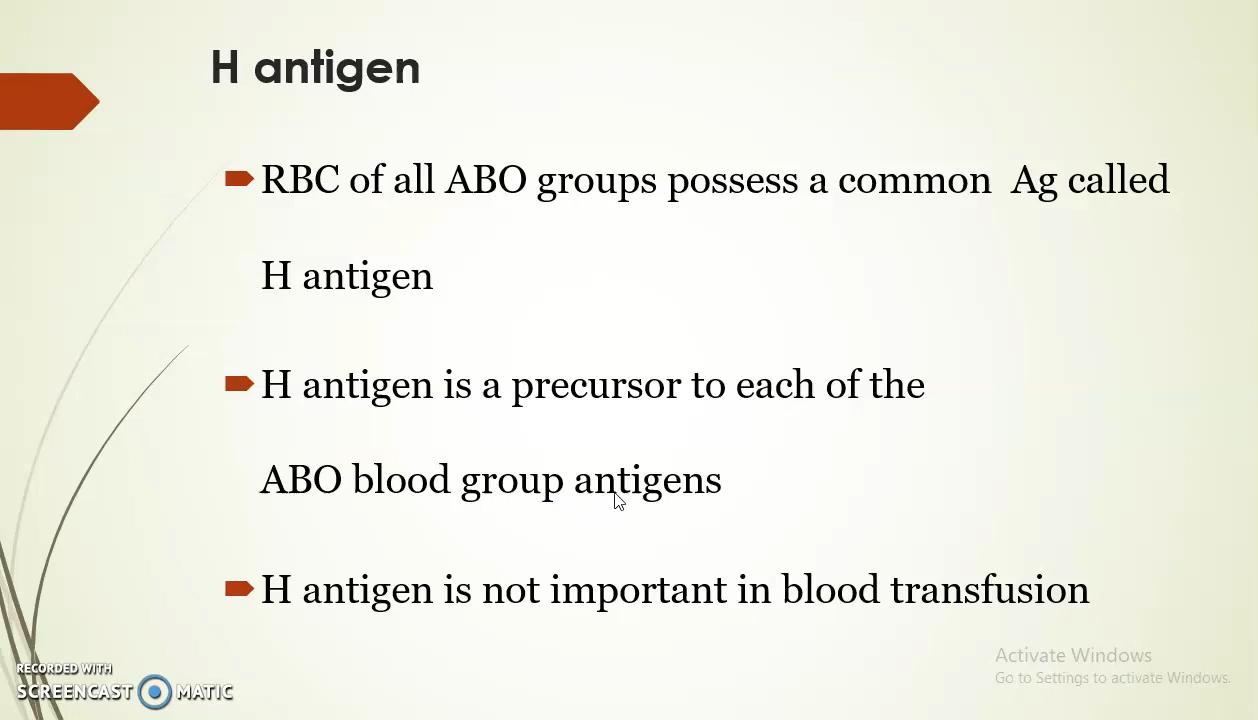 H antigen
RBC of all ABO groups possess a common Ag called
H antigen
H antigen is a precursor to each of the
ABO blood group antigens
H antigen is not important in blood transfusion
Activate Windows
Go to Settings to activate Windows.
RECORDED WITH
SCREENCAST MATIC